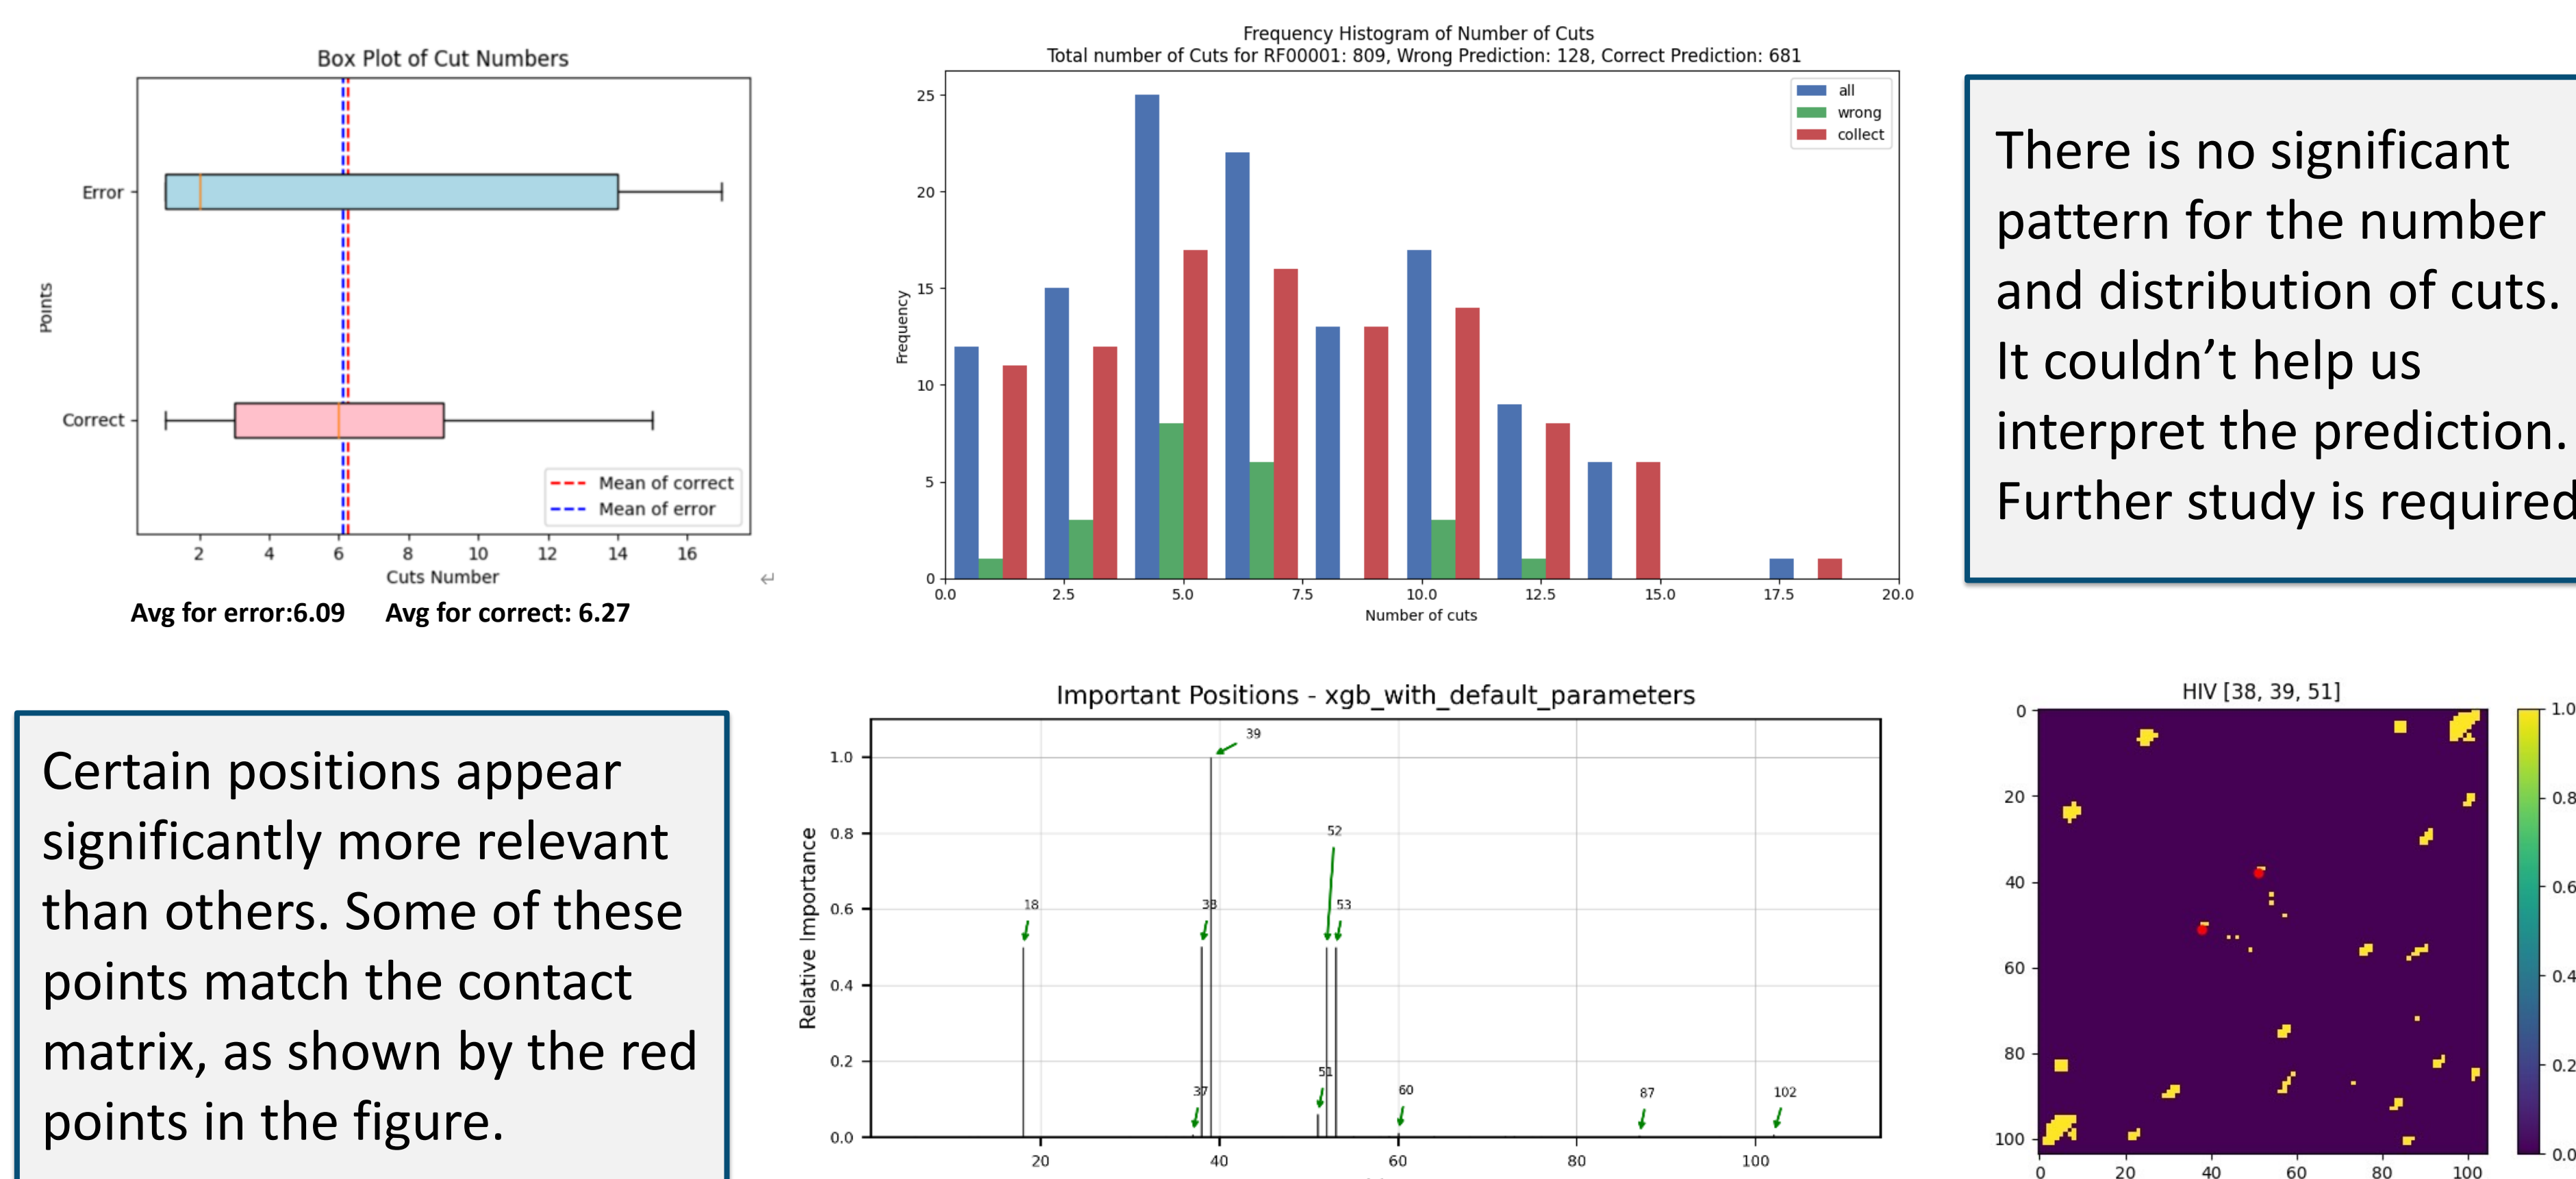 Box Plot of Cut Numbers
Error
Points
Correct
Mean of correct
Mean of error
2 4 6 8 10 12 14 16
Cuts Number
↵
Avg for error:6.09 Avg for correct: 6.27
Frequency Histogram of Number of Cuts
Total number of Cuts for RF00001: 809, Wrong Prediction: 128, Correct Prediction: 681
all
wrong
collect
25
20
15
10
5
0
Frequency
0.0 2.5 5.0 7.5 10.0 12.5 15.0 17.5 20.0
Number of cuts
There is no significant
pattern for the number
and distribution of cuts.
It couldn’t help us
interpret the prediction.
Further study is required
Certain positions appear
significantly more relevant
than others. Some of these
points match the contact
matrix, as shown by the red
points in the figure.
Important Positions - xgb_with_default_parameters
Relative Importance
1.0
0.8
0.6
0.4
0.2
0.0
39
52
18
38
53
37
51
60
87
102
20 40 60 80 100
HIV [38, 39, 51]
0
20
40
60
80
100
0 20 40 60 80 100
1.0
0.8
0.6
0.4
0.2
0.0